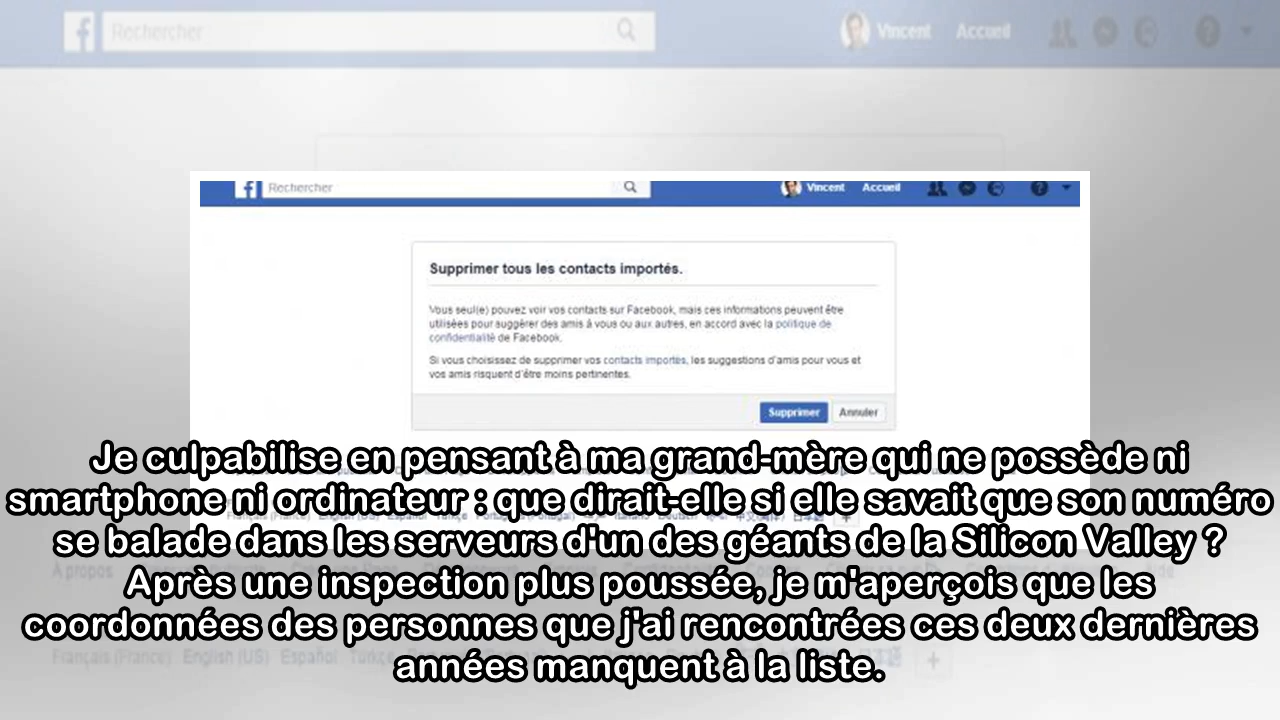 Rechercher
Vincent Accueil
Rechercher
Vincent Accueil
Supprimer tous les contacts importés.
Vous seul(e) pouvez voir vos contacts sur Facebook, mais ces informations peuvent être
utilisées pour suggérer des amis à vous ou aux autres, en accord avec la politique de
confidentialité de Facebook.
Si vous choisissez de supprimer vos contacts importés, les suggestions d'amis pour vous et
vos amis risquent d'être moins pertinentes.
Supprimer Annuler
Je culpabilise en pensant à ma grand-mère qui ne possède ni
smartphone ni ordinateur : que dirait-elle si elle savait que son numéro
se balade dans les serveurs d'un des géants de la Silicon Valley ?
Après une inspection plus poussée, je m'aperçois que les
coordonnées des personnes que j'ai rencontrées ces deux dernières
années manquent à la liste.
À propos
Français (France) English (US) Español